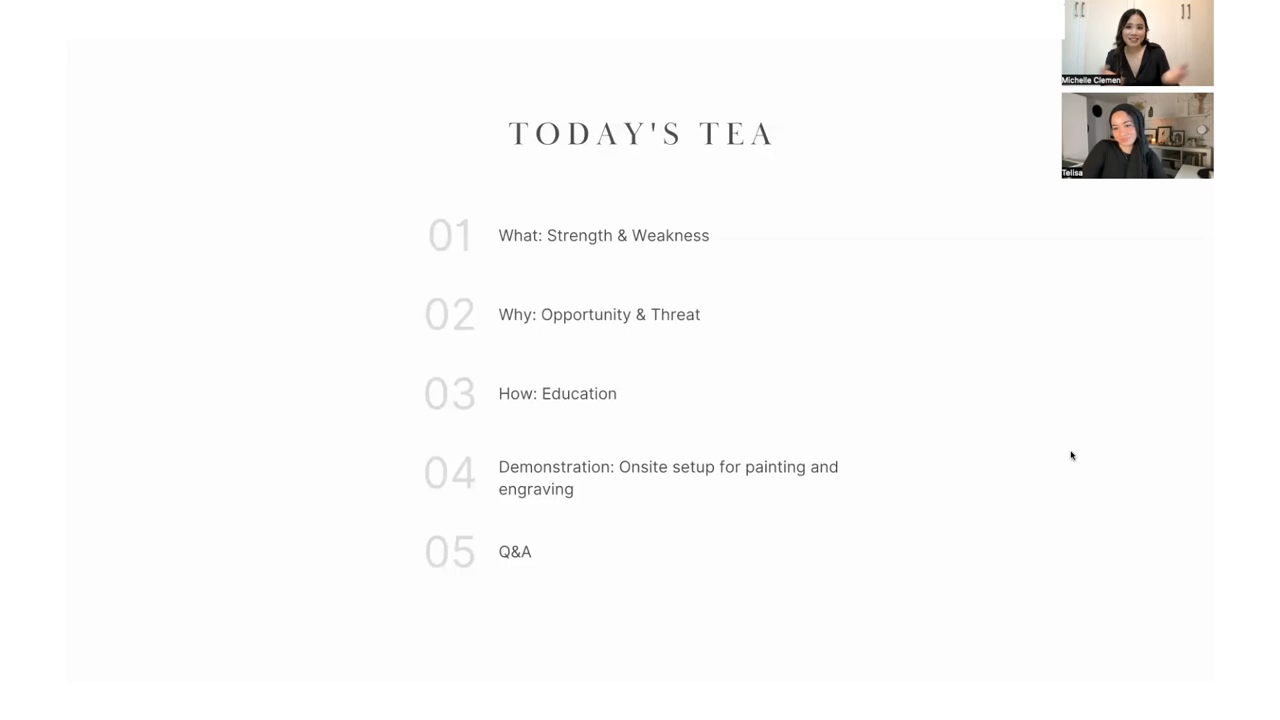 Michelle Clemen
Telisa
TODAY'S TEA
01 What: Strength & Weakness
02 Why: Opportunity & Threat
03 How: Education
04 Demonstration: Onsite setup for painting and
engraving
05 Q&A